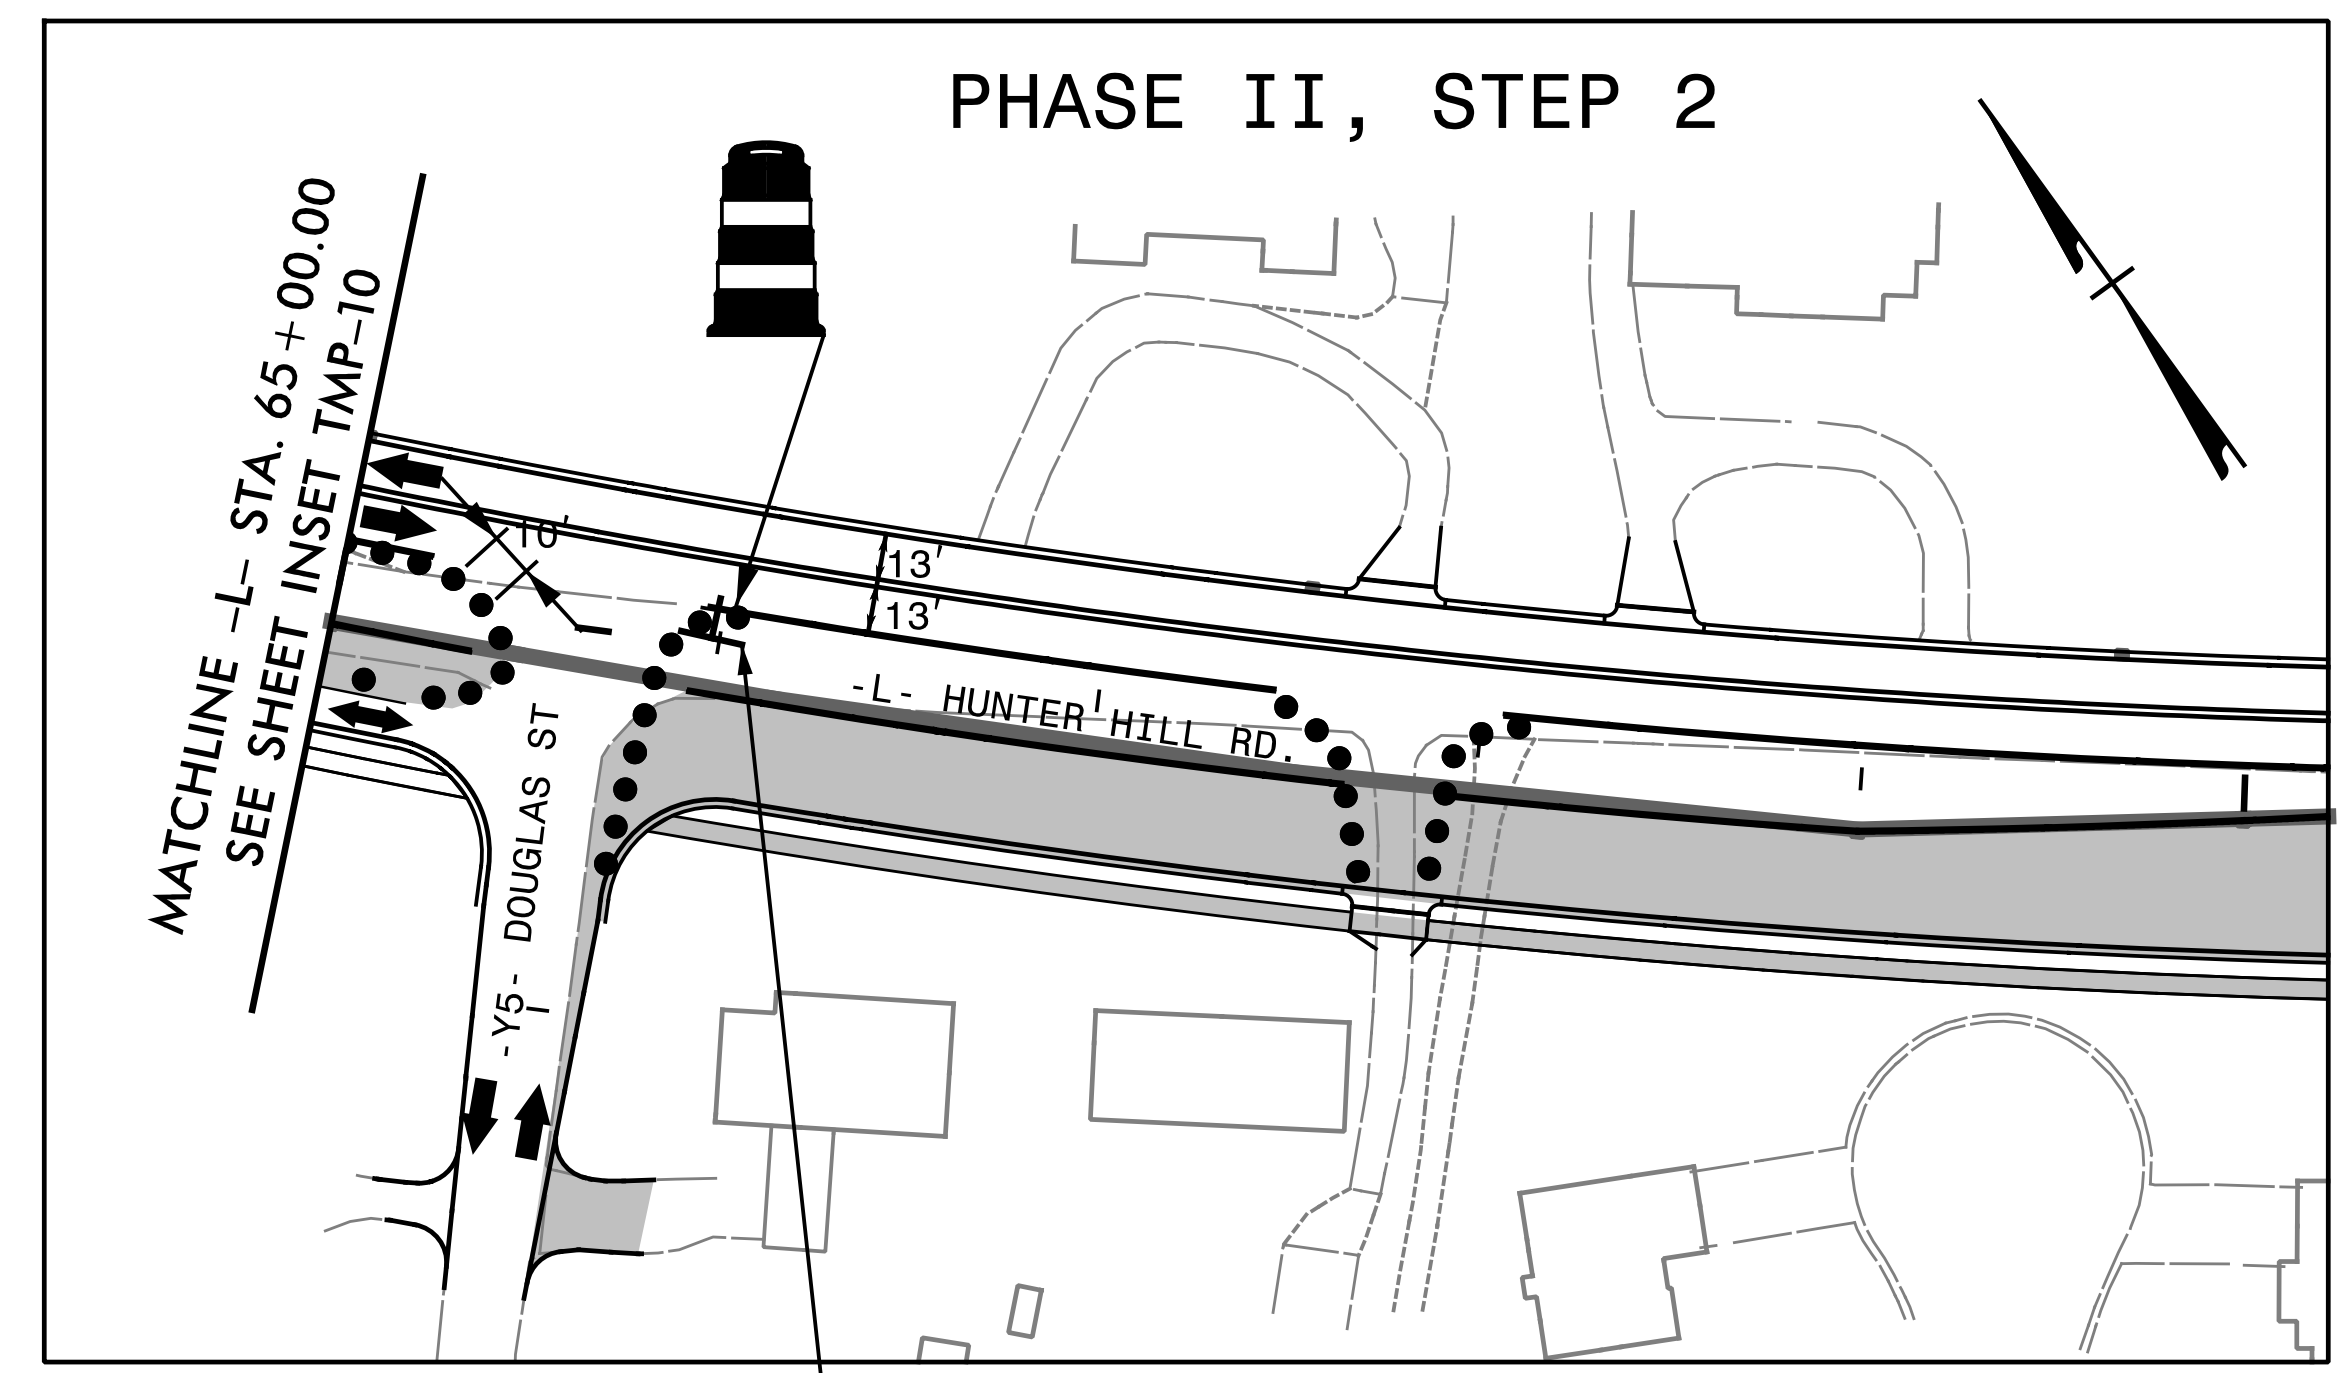 PHASE II, STEP 2
MATCHLINE -L- STA. 65+00.00
SEE SHEET INSET TMP-10
10'
13'
13'
-L- HUNTER HILL RD.
-Y5- DOUGLAS ST